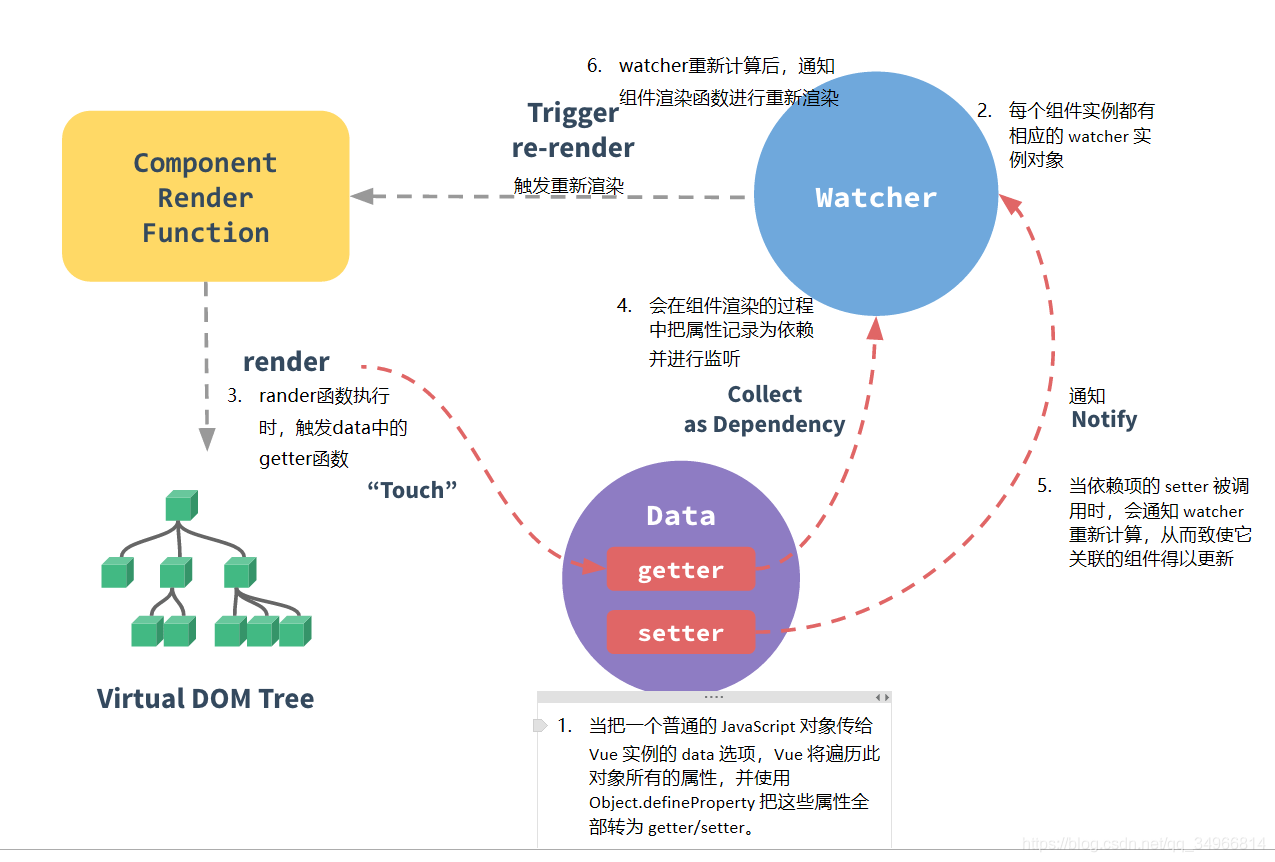 6. watcher重新计算后，通知
组件渲染函数进行重新渲染
Trigger
re-render
触发重新渲染
Component
Render
Function
Watcher
2. 每个组件实例都有
相应的 watcher 实
例对象
4. 会在组件渲染的过程
中把属性记录为依赖
并进行监听
render
3. rander函数执行
时，触发data中的
getter函数
“Touch”
Collect
as Dependency
通知
Notify
5. 当依赖项的 setter 被调
用时，会通知 watcher
重新计算，从而致使它
关联的组件得以更新
Data
getter
setter
Virtual DOM Tree
1. 当把一个普通的 JavaScript 对象传给
Vue 实例的 data 选项，Vue 将遍历此
对象所有的属性，并使用
Object.defineProperty 把这些属性全
部转为 getter/setter。
https://blog.csdn.net/qq_34966814